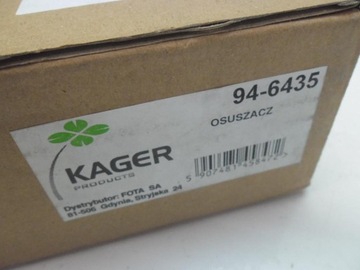 94-6435
OSUSZACZ
KAGER
PRODUCTS
Dystrybutor: FOTA SA
81-506 Gdynia, Stryjska 24